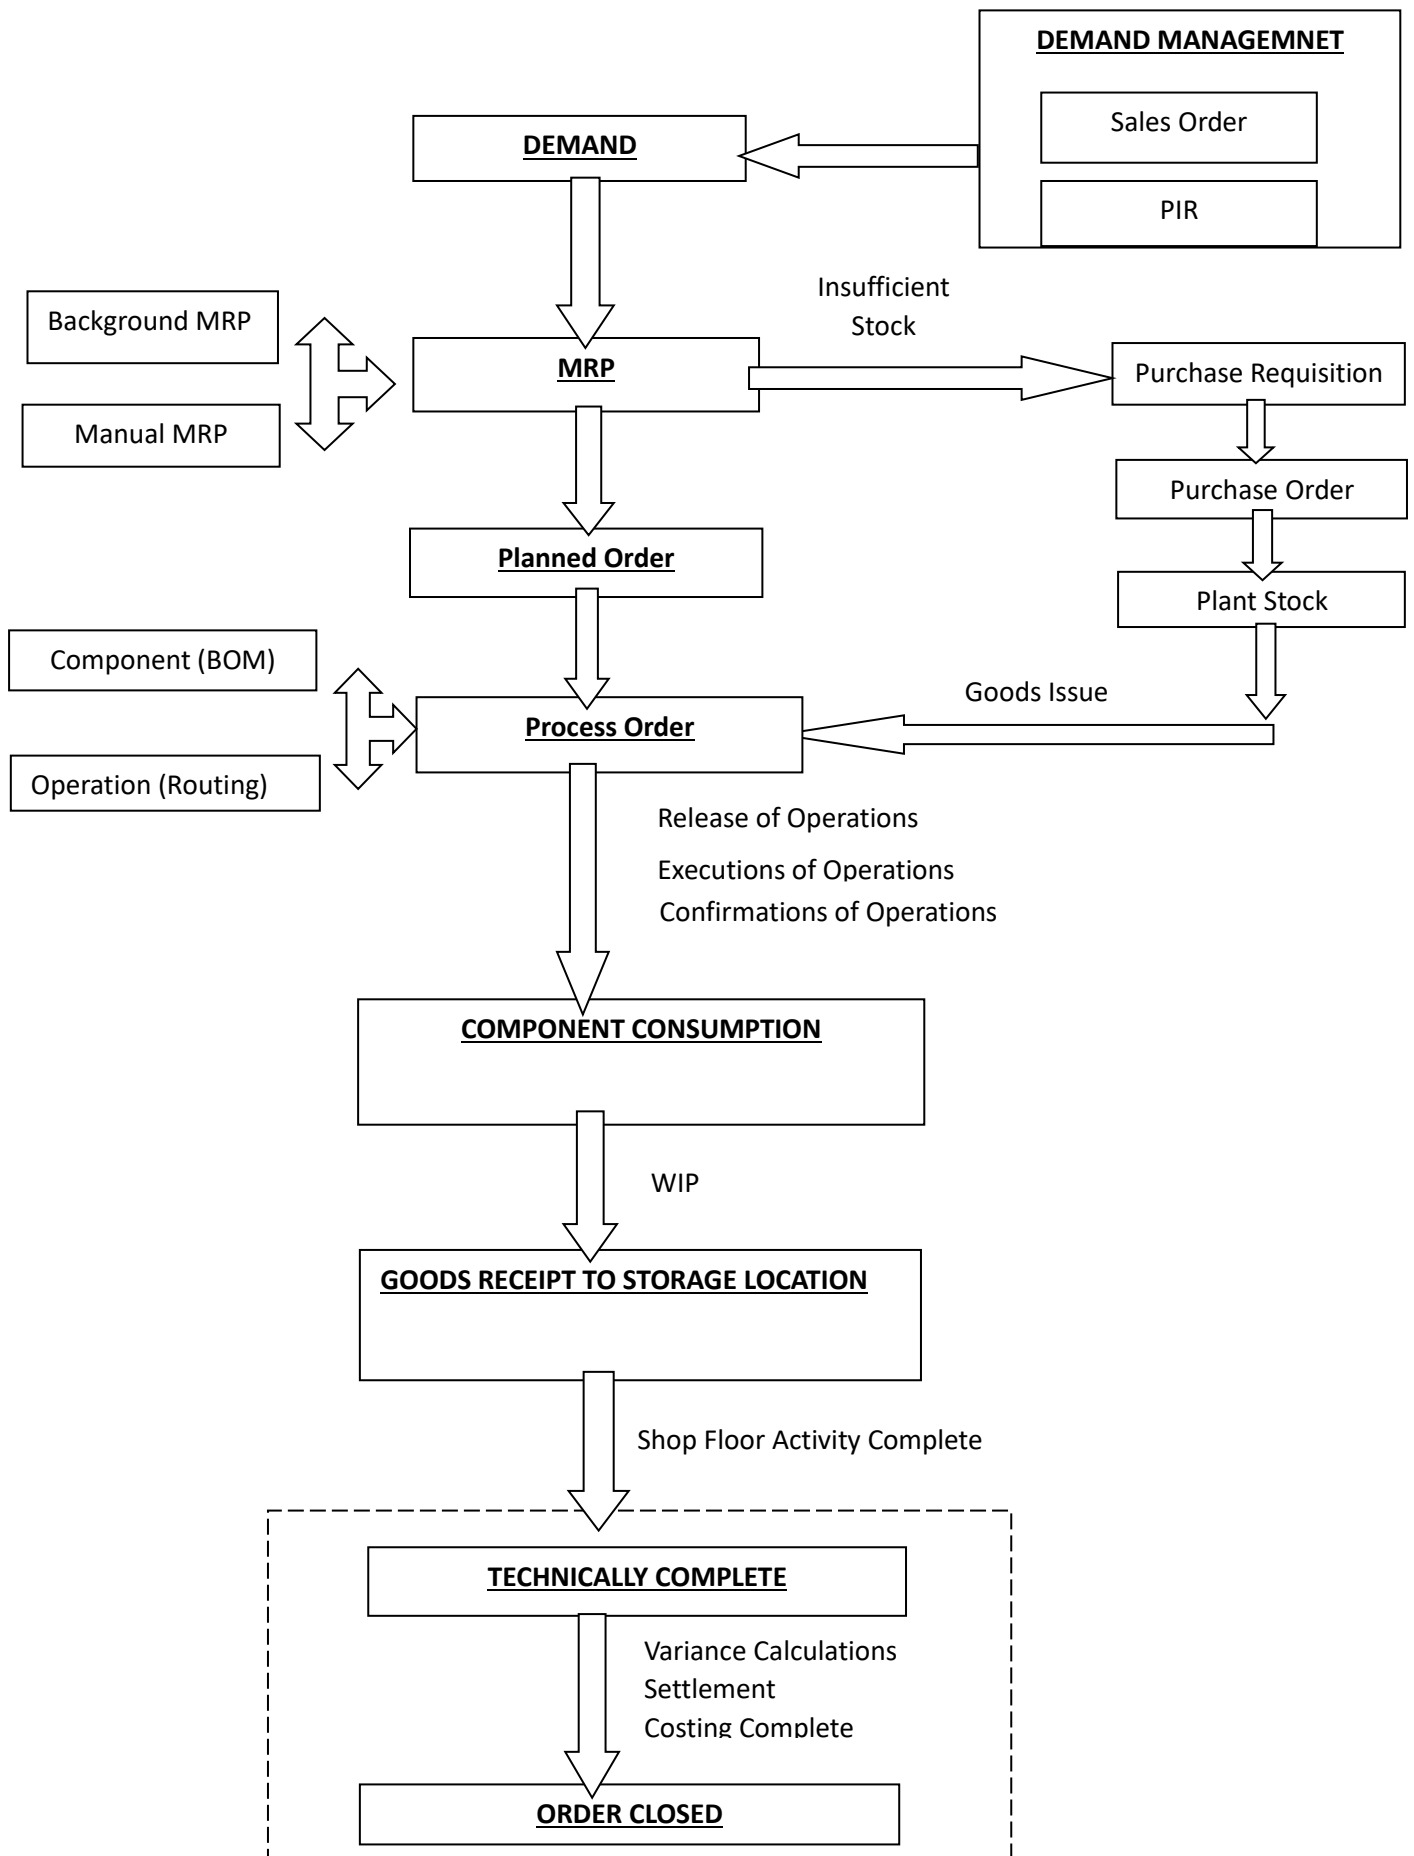 DEMAND MANAGEMNET
Sales Order
DEMAND
PIR
Insufficient
Stock
Background MRP
MRP
Purchase Requisition
Manual MRP
Purchase Order
Planned Order
Plant Stock
Component (BOM)
Goods Issue
Process Order
Operation (Routing)
Release of Operations
Executions of Operations
Confirmations of Operations
COMPONENT CONSUMPTION
WIP
GOODS RECEIPT TO STORAGE LOCATION
Shop Floor Activity Complete
TECHNICALLY COMPLETE
Variance Calculations
Settlement
Costing Complete
ORDER CLOSED